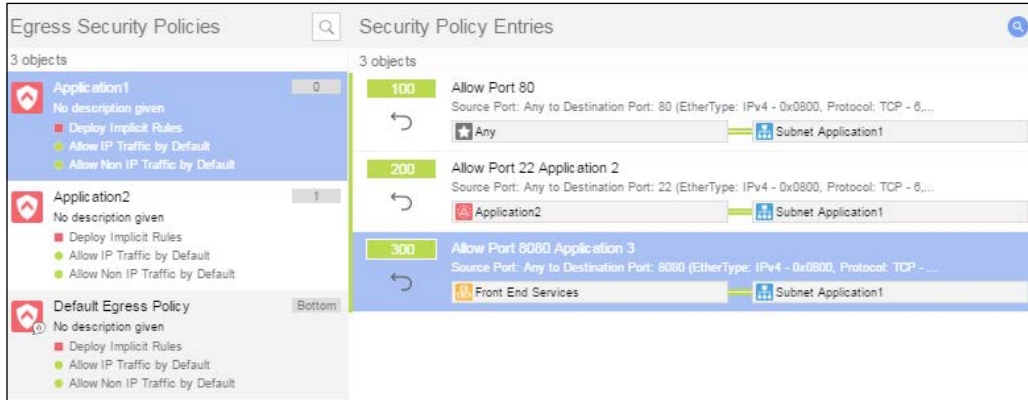 Egress Security Policies
3 objects
Application1
0
No description given
Deploy Implicit Rules
Allow IP Traffic by Default
Allow Non IP Traffic by Default
Application2
1
No description given
Deploy Implicit Rules
Allow IP Traffic by Default
Allow Non IP Traffic by Default
Default Egress Policy
Bottom
No description given
Deploy Implicit Rules
Allow IP Traffic by Default
Allow Non IP Traffic by Default
Security Policy Entries
3 objects
100
Allow Port 80
Source Port: Any to Destination Port: 80 (EtherType: IPv4 - 0x0800, Protocol: TCP - 6,...
Any
Subnet Application1
200
Allow Port 22 Application 2
Source Port: Any to Destination Port: 22 (EtherType: IPv4 - 0x0800, Protocol: TCP - 6,...
Application2
Subnet Application1
300
Allow Port 8080 Application 3
Source Port: Any to Destination Port: 8080 (EtherType: IPv4 - 0x0800, Protocol: TCP -...
Front End Services
Subnet Application1